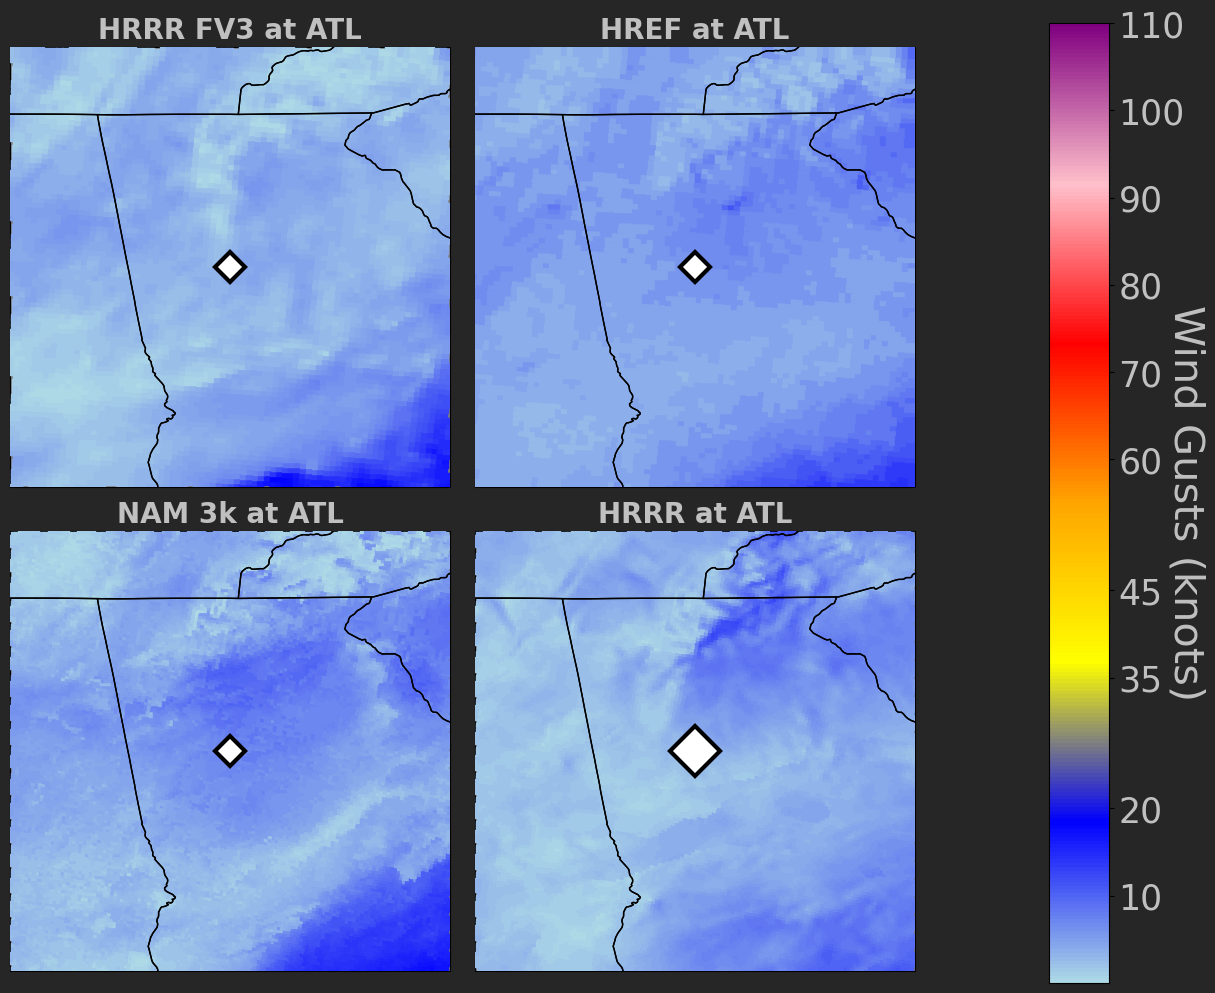 HRRR FV3 at ATL
HREF at ATL
NAM 3k at ATL
HRRR at ATL
110
100
90
80
70
60
45
35
20
10
Wind Gusts (knots)